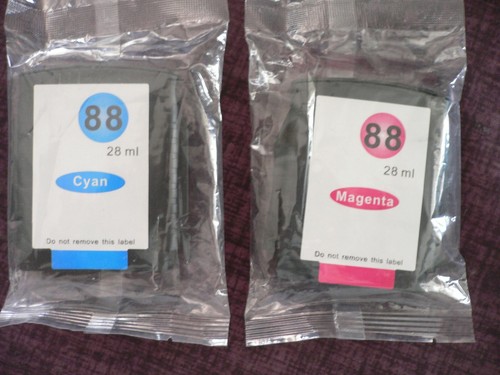 88
28 ml
Cyan
Do not remove this label
88
28 ml
Magenta
Do not remove this label